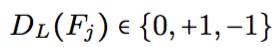 D_L(F_j) ϵ {0, +1, −1}